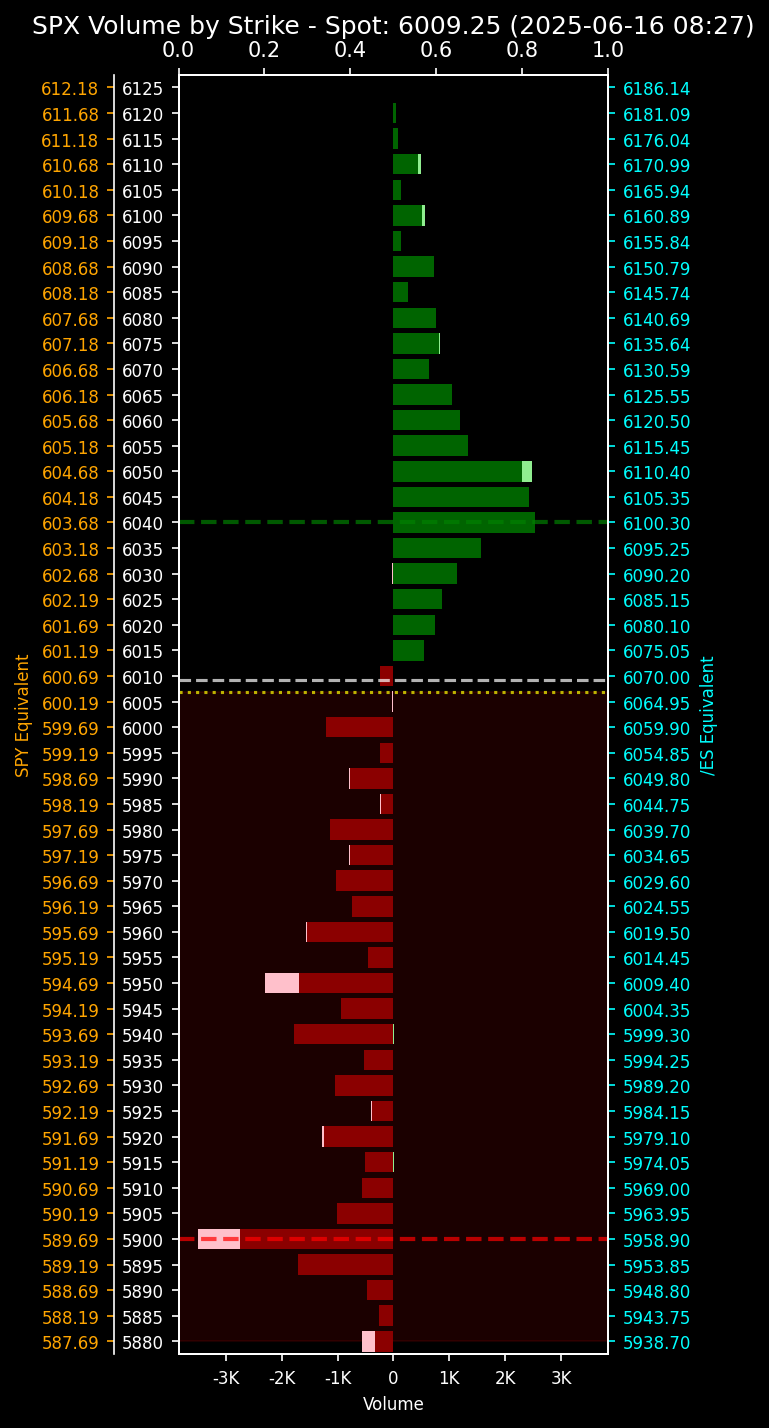 SPX Volume by Strike - Spot: 6009.25 (2025-06-16 08:27)
0.0 0.2 0.4 0.6 0.8 1.0
612.18 6125 6186.14
611.68 6120 6181.09
611.18 6115 6176.04
610.68 6110 6170.99
610.18 6105 6165.94
609.68 6100 6160.89
609.18 6095 6155.84
608.68 6090 6150.79
608.18 6085 6145.74
607.68 6080 6140.69
607.18 6075 6135.64
606.68 6070 6130.59
606.18 6065 6125.55
605.68 6060 6120.50
605.18 6055 6115.45
604.68 6050 6110.40
604.18 6045 6105.35
603.68 6040 6100.30
603.18 6035 6095.25
602.68 6030 6090.20
602.19 6025 6085.15
601.69 6020 6080.10
601.19 6015 6075.05
600.69 6010 6070.00
600.19 6005 6064.95
599.69 6000 6059.90
599.19 5995 6054.85
598.69 5990 6049.80
598.19 5985 6044.75
597.69 5980 6039.70
597.19 5975 6034.65
596.69 5970 6029.60
596.19 5965 6024.55
595.69 5960 6019.50
595.19 5955 6014.45
594.69 5950 6009.40
594.19 5945 6004.35
593.69 5940 5999.30
593.19 5935 5994.25
592.69 5930 5989.20
592.19 5925 5984.15
591.69 5920 5979.10
591.19 5915 5974.05
590.69 5910 5969.00
590.19 5905 5963.95
589.69 5900 5958.90
589.19 5895 5953.85
588.69 5890 5948.80
588.19 5885 5943.75
587.69 5880 5938.70
SPY Equivalent
/ES Equivalent
-3K -2K -1K 0 1K 2K 3K
Volume